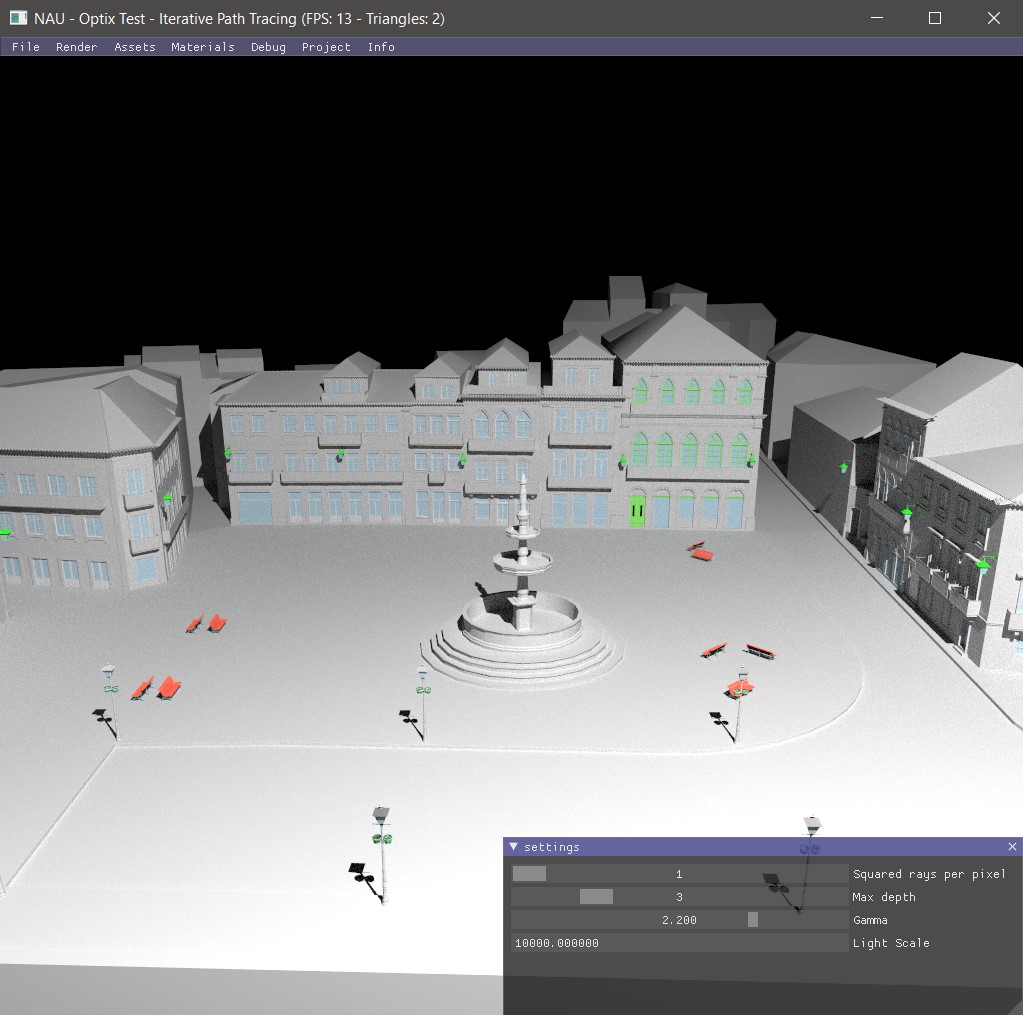 NAU - Optix Test - Iterative Path Tracing (FPS: 13 - Triangles: 2)
File Render Assets Materials Debug Project Info
settings
1 Squared rays per pixel
3 Max depth
2.200 Gamma
10000.000000 Light Scale